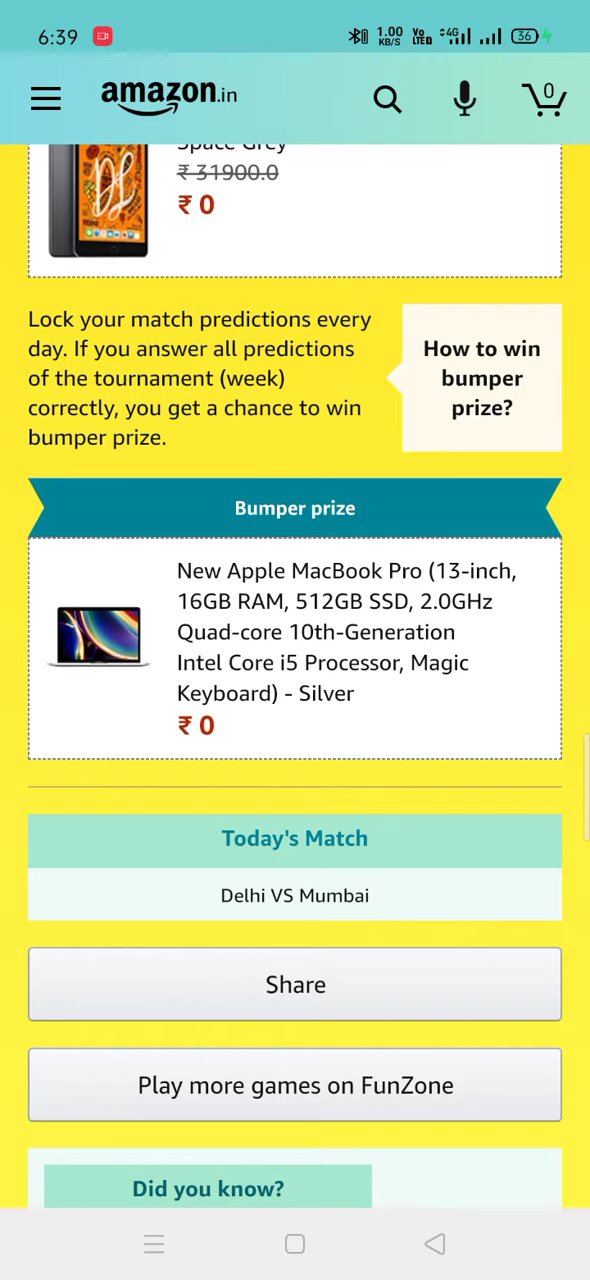 6:39
1.00
KB/S
Vo
LTED
4G
36
amazon.in
0
Space Grey
₹ 31900.0
₹ 0
Lock your match predictions every
day. If you answer all predictions
of the tournament (week)
correctly, you get a chance to win
bumper prize.
How to win
bumper
prize?
Bumper prize
New Apple MacBook Pro (13-inch,
16GB RAM, 512GB SSD, 2.0GHz
Quad-core 10th-Generation
Intel Core i5 Processor, Magic
Keyboard) - Silver
₹ 0
Today's Match
Delhi VS Mumbai
Share
Play more games on FunZone
Did you know?